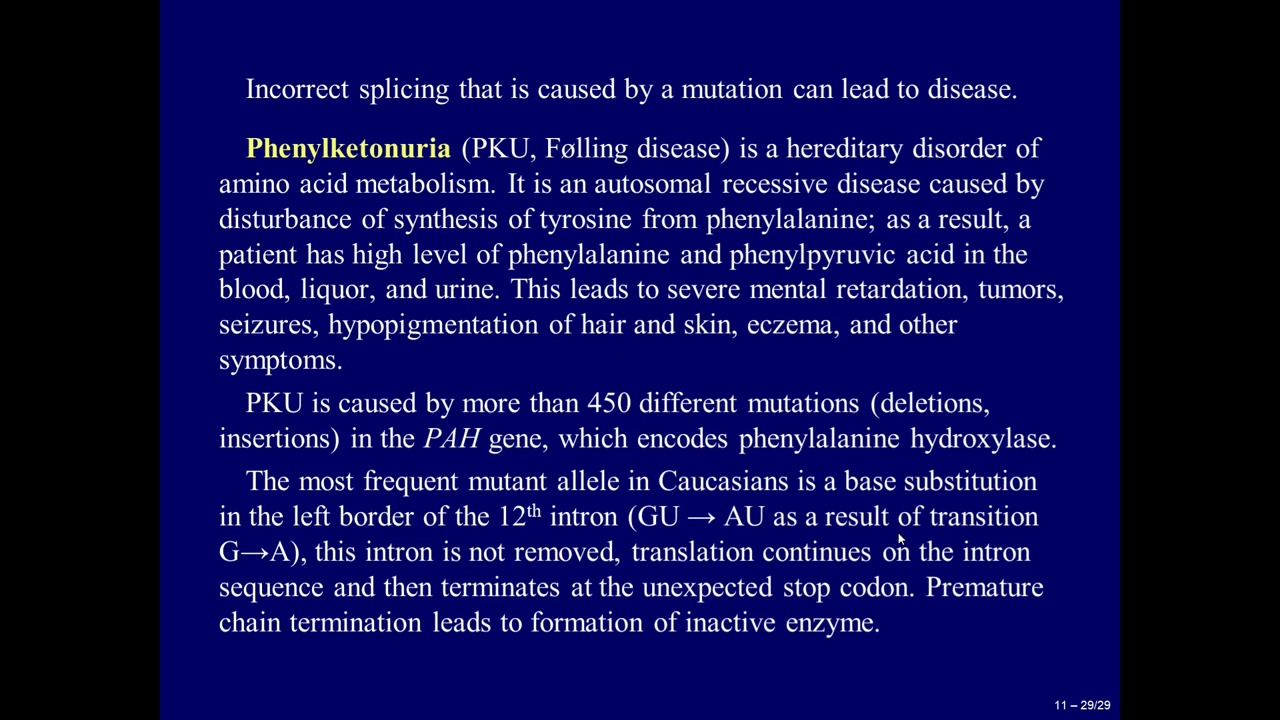 Incorrect splicing that is caused by a mutation can lead to disease.
Phenylketonuria (PKU, Følling disease) is a hereditary disorder of
amino acid metabolism. It is an autosomal recessive disease caused by
disturbance of synthesis of tyrosine from phenylalanine; as a result, a
patient has high level of phenylalanine and phenylpyruvic acid in the
blood, liquor, and urine. This leads to severe mental retardation, tumors,
seizures, hypopigmentation of hair and skin, eczema, and other
symptoms.
PKU is caused by more than 450 different mutations (deletions,
insertions) in the PAH gene, which encodes phenylalanine hydroxylase.
The most frequent mutant allele in Caucasians is a base substitution
in the left border of the 12th intron (GU → AU as a result of transition
G→A), this intron is not removed, translation continues on the intron
sequence and then terminates at the unexpected stop codon. Premature
chain termination leads to formation of inactive enzyme.
11 – 29/29